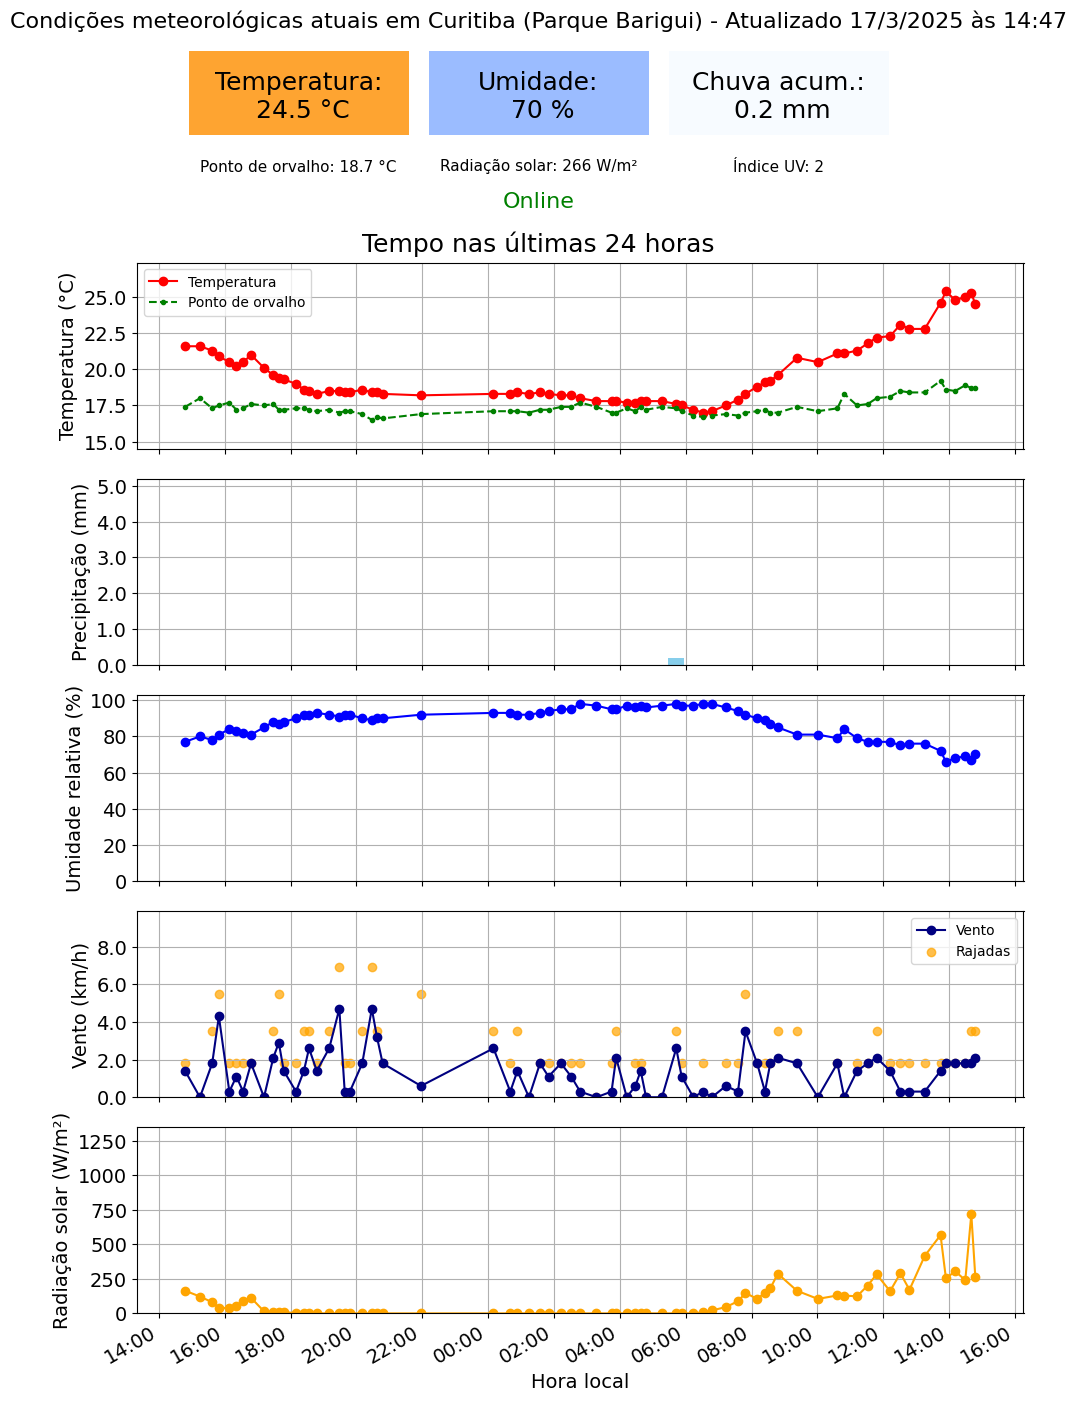 Condições meteorológicas atuais em Curitiba (Parque Barigui) - Atualizado 17/3/2025 às 14:47
Temperatura:
24.5 °C
Umidade:
70 %
Chuva acum.:
0.2 mm
Ponto de orvalho: 18.7 °C
Radiação solar: 266 W/m²
Índice UV: 2
Online
Tempo nas últimas 24 horas
Temperatura (°C)
25.0
22.5
20.0
17.5
15.0
Temperatura
Ponto de orvalho
Precipitação (mm)
5.0
4.0
3.0
2.0
1.0
0.0
Umidade relativa (%)
100
80
60
40
20
0
Vento (km/h)
8.0
6.0
4.0
2.0
0.0
Vento
Rajadas
Radiação solar (W/m²)
1250
1000
750
500
250
0
14:00
16:00
18:00
20:00
22:00
00:00
02:00
04:00
06:00
08:00
10:00
12:00
14:00
16:00
Hora local